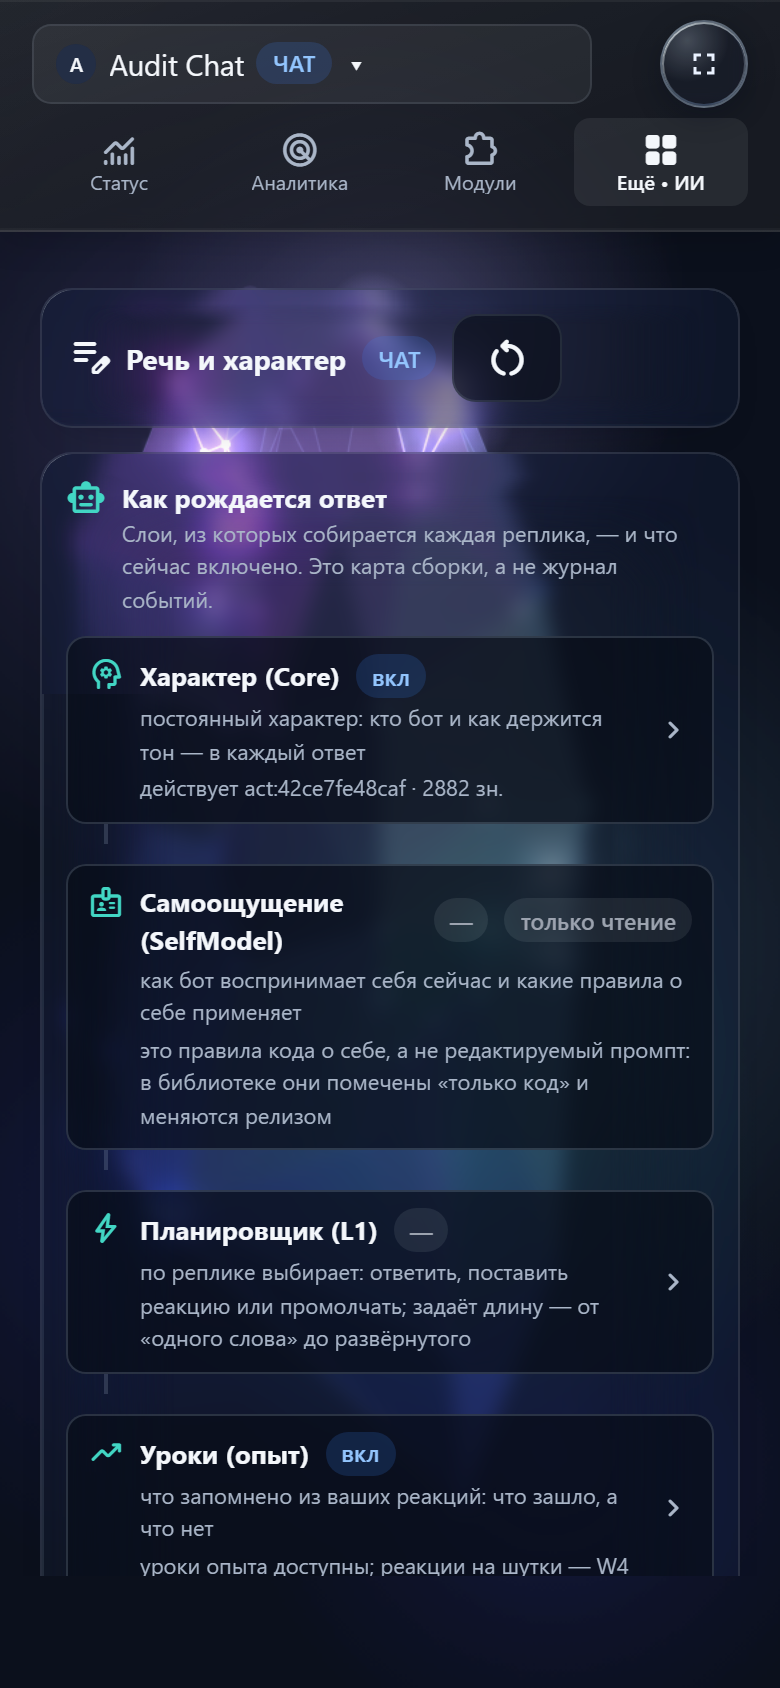 A Audit Chat ЧАТ ▼
Статус Аналитика Модули Ещё • ИИ
Речь и характер ЧАТ
Как рождается ответ
Слои, из которых собирается каждая реплика, — и что
сейчас включено. Это карта сборки, а не журнал
событий.
Характер (Core) вкл
постоянный характер: кто бот и как держится
тон — в каждый ответ
действует act:42ce7fe48caf · 2882 зн.
Самоощущение
(SelfModel)
— только чтение
как бот воспринимает себя сейчас и какие правила о
себе применяет
это правила кода о себе, а не редактируемый промпт:
в библиотеке они помечены «только код» и
меняются релизом
Планировщик (L1) —
по реплике выбирает: ответить, поставить
реакцию или промолчать; задаёт длину — от
«одного слова» до развёрнутого
Уроки (опыт) вкл
что запомнено из ваших реакций: что зашло, а
что нет
уроки опыта доступны; реакции на шутки — W4